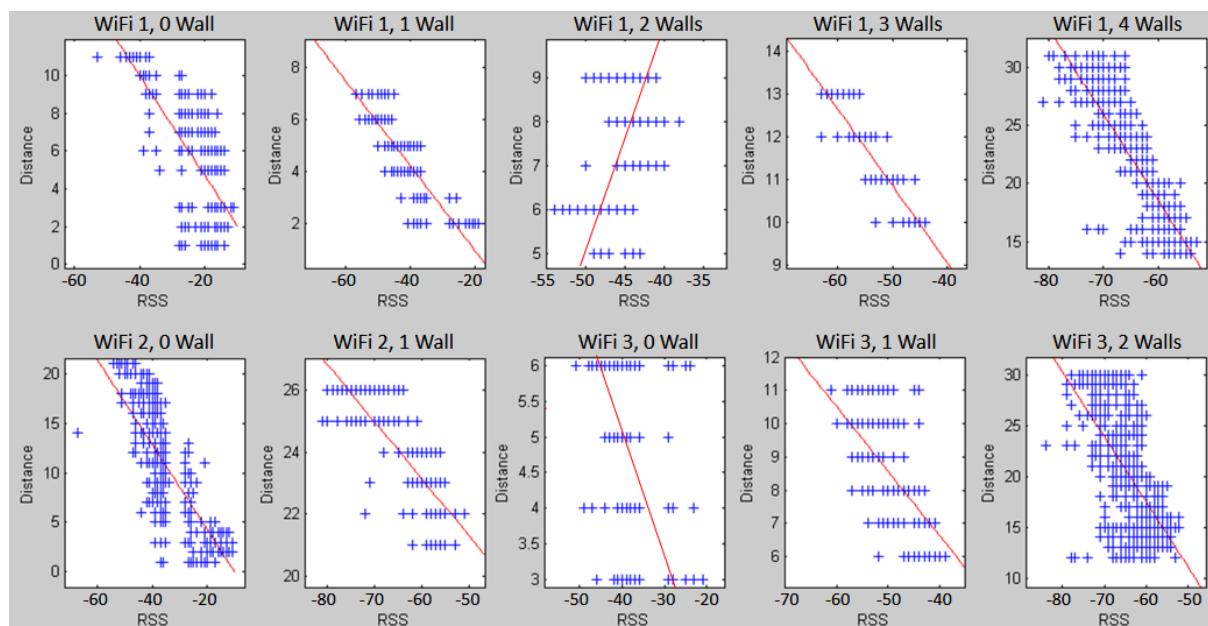 WiFi 1, 0 Wall
WiFi 1, 1 Wall
WiFi 1, 2 Walls
WiFi 1, 3 Walls
WiFi 1, 4 Walls
Distance
10
8
6
4
2
0
-60
-40
-20
RSS
Distance
8
6
4
2
-60
-40
-20
RSS
Distance
9
8
7
6
5
-55
-50
-45
-40
-35
RSS
Distance
14
13
12
11
10
9
-60
-50
-40
RSS
Distance
30
25
20
15
-80
-70
-60
RSS
WiFi 2, 0 Wall
WiFi 2, 1 Wall
WiFi 3, 0 Wall
WiFi 3, 1 Wall
WiFi 3, 2 Walls
Distance
20
15
10
5
0
-60
-40
-20
RSS
Distance
26
24
22
20
-80
-70
-60
-50
RSS
Distance
6
5.5
5
4.5
4
3.5
3
-50
-40
-30
-20
RSS
Distance
12
11
10
9
8
7
6
-70
-60
-50
-40
RSS
Distance
30
25
20
15
10
-80
-70
-60
-50
RSS